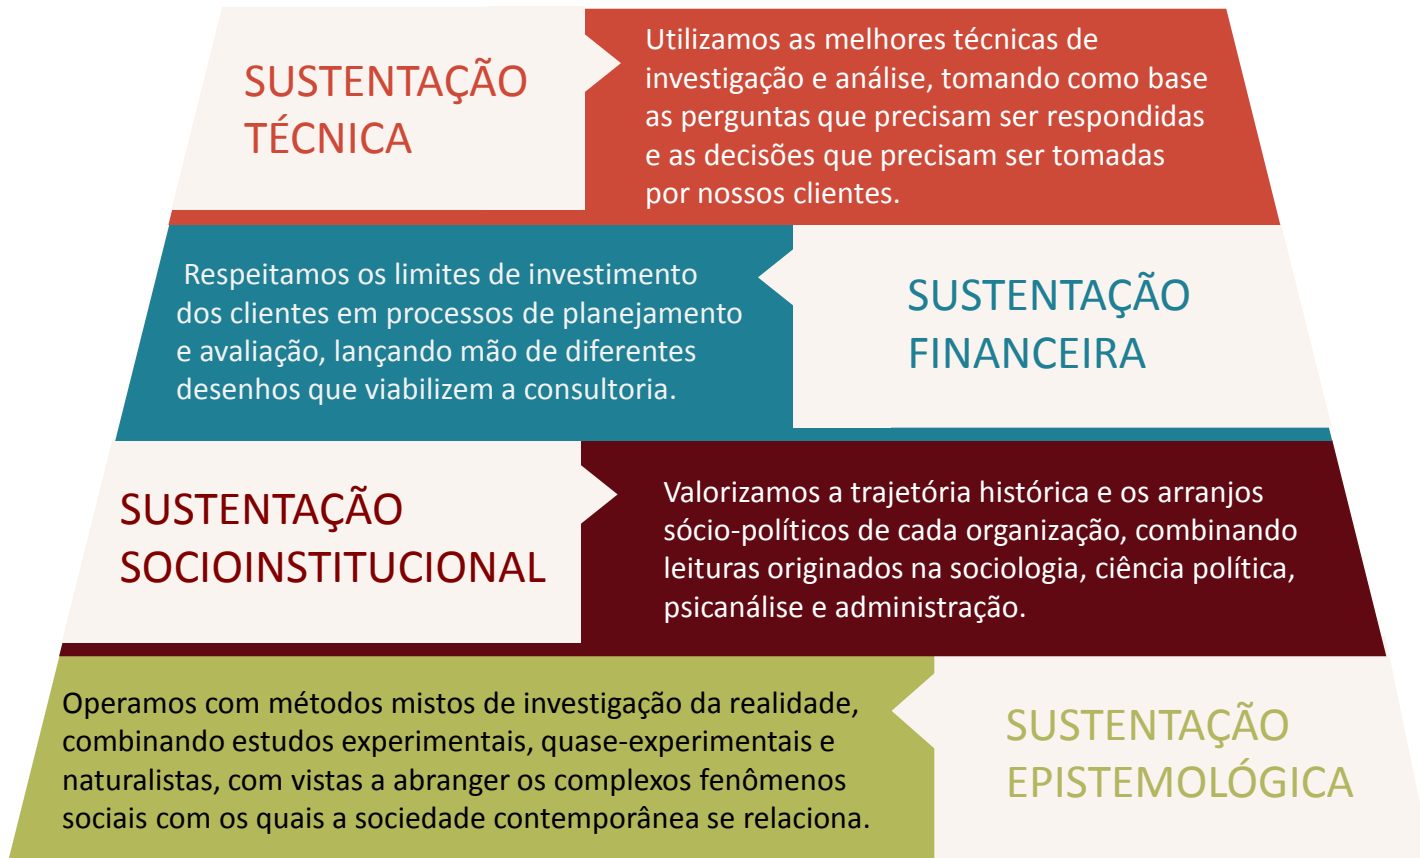 SUSTENTAÇÃO
TÉCNICA
Utilizamos as melhores técnicas de
investigação e análise, tomando como base
as perguntas que precisam ser respondidas
e as decisões que precisam ser tomadas
por nossos clientes.
Respeitamos os limites de investimento
dos clientes em processos de planejamento
e avaliação, lançando mão de diferentes
desenhos que viabilizem a consultoria.
SUSTENTAÇÃO
FINANCEIRA
SUSTENTAÇÃO
SOCIOINSTITUCIONAL
Valorizamos a trajetória histórica e os arranjos
sócio-políticos de cada organização, combinando
leituras originados na sociologia, ciência política,
psicanálise e administração.
Operamos com métodos mistos de investigação da realidade,
combinando estudos experimentais, quase-experimentais e
naturalistas, com vistas a abranger os complexos fenômenos
sociais com os quais a sociedade contemporânea se relaciona.
SUSTENTAÇÃO
EPISTEMOLÓGICA